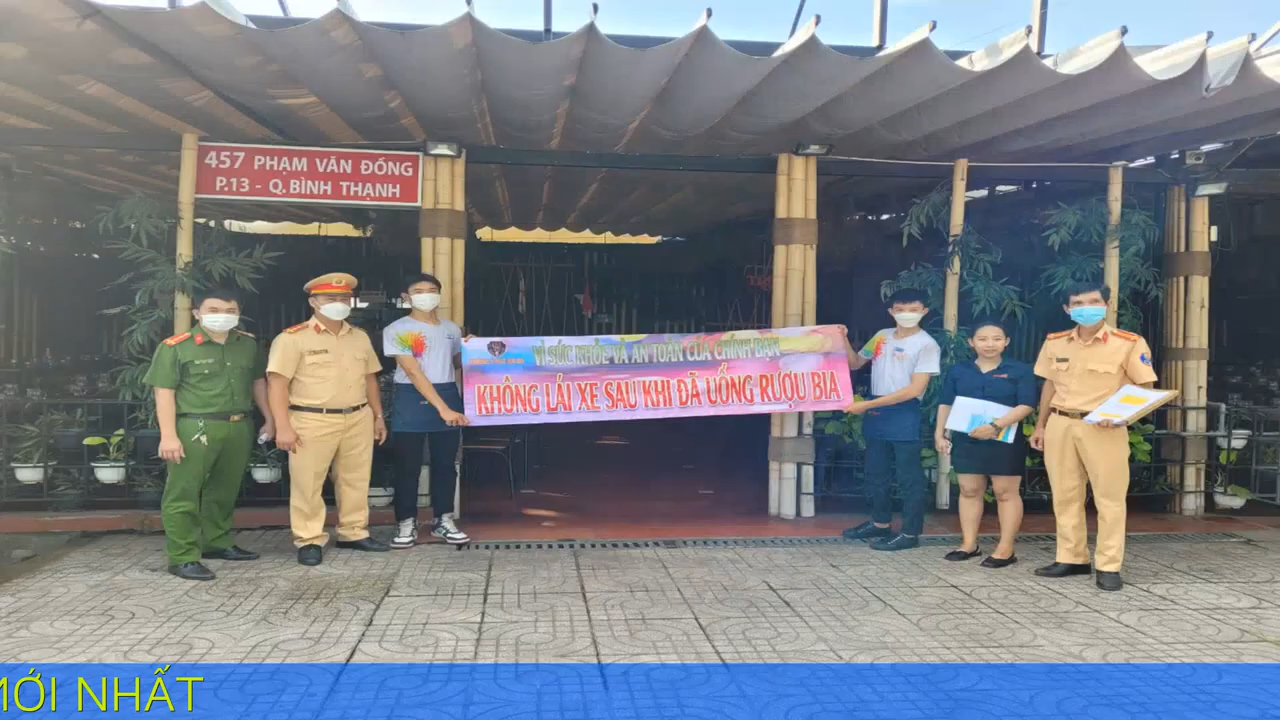 457 PHẠM VĂN ĐỒNG
P.13 - Q.BÌNH THẠNH
VÌ SỨC KHỎE VÀ AN TOÀN CỦA CHÍNH BẠN
KHÔNG LÁI XE SAU KHI ĐÃ UỐNG RƯỢU BIA
MỚI NHẤT